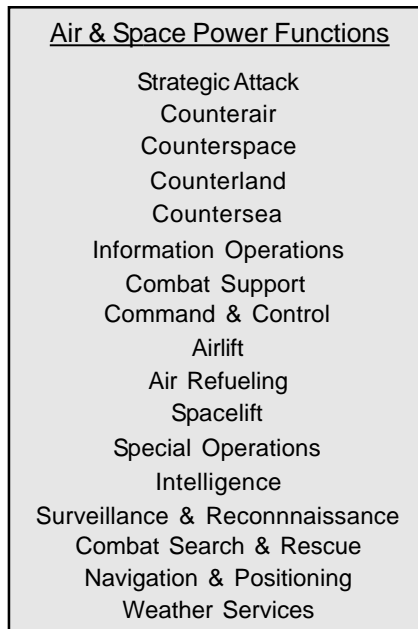 Air & Space Power Functions
Strategic Attack
Counterair
Counterspace
Counterland
Countersea
Information Operations
Combat Support
Command & Control
Airlift
Air Refueling
Spacelift
Special Operations
Intelligence
Surveillance & Reconnnaissance
Combat Search & Rescue
Navigation & Positioning
Weather Services